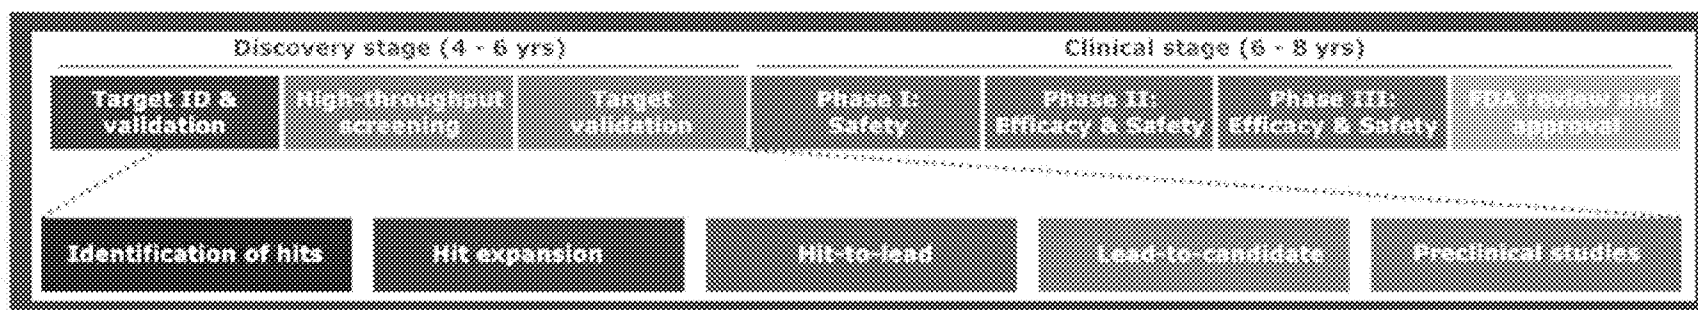 Discovery stage (4 - 6 yrs)
Clinical stage (6 - 8 yrs)
Target ID &
validation
High-throughput
screening
Target
validation
Phase I:
Safety
Phase II:
Efficacy & Safety
Phase III:
Efficacy & Safety
FDA review and
approval
Identification of hits
Hit expansion
Hit-to-lead
Lead-to-candidate
Preclinical studies